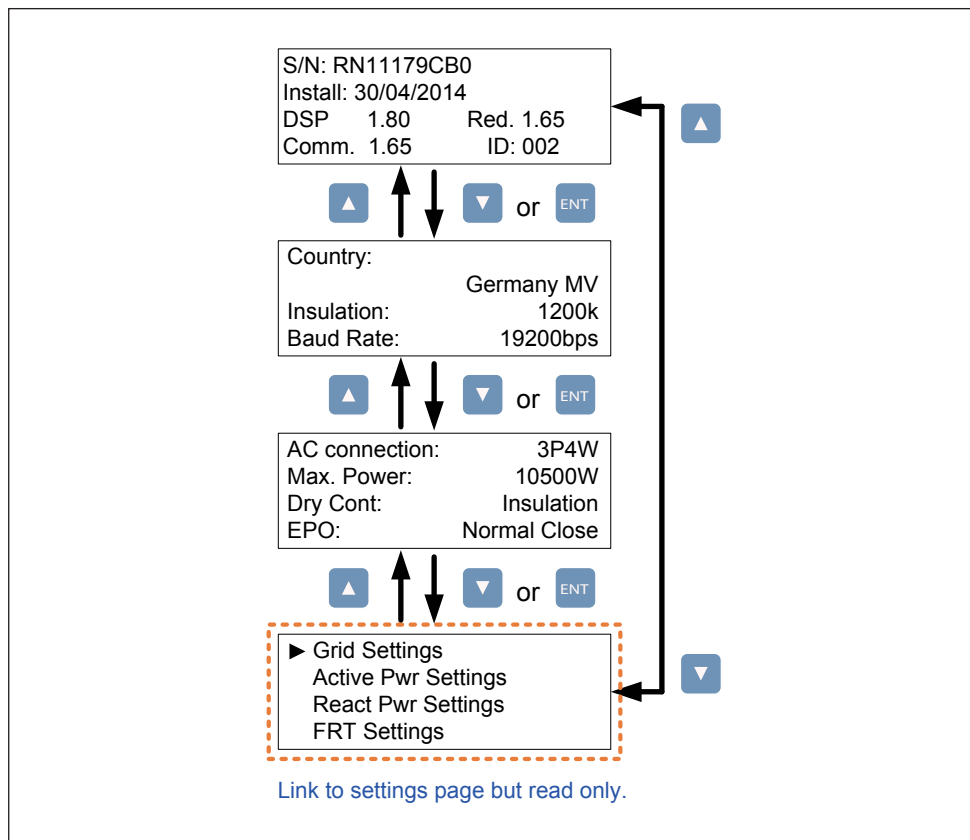 S/N: RN11179CB0
Install: 30/04/2014
DSP 1.80 Red. 1.65
Comm. 1.65 ID: 002
or ENT
Country:
Germany MV
Insulation: 1200k
Baud Rate: 19200bps
or ENT
AC connection: 3P4W
Max. Power: 10500W
Dry Cont: Insulation
EPO: Normal Close
or ENT
Grid Settings
Active Pwr Settings
React Pwr Settings
FRT Settings
Link to settings page but read only.